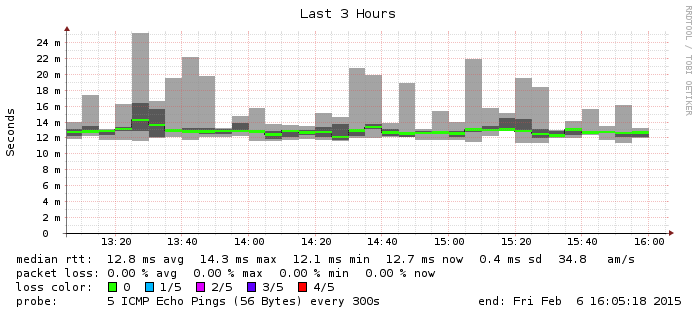 Last 3 Hours
RRDTOOL / TOBI OETIKER
Seconds
24 m
22 m
20 m
18 m
16 m
14 m
12 m
10 m
8 m
6 m
4 m
2 m
0
13:20 13:40 14:00 14:20 14:40 15:00 15:20 15:40 16:00
median rtt: 12.8 ms avg 14.3 ms max 12.1 ms min 12.7 ms now 0.4 ms sd 34.8 am/s
packet loss: 0.00 % avg 0.00 % max 0.00 % min 0.00 % now
loss color: 0 1/5 2/5 3/5 4/5
probe: 5 ICMP Echo Pings (56 Bytes) every 300s end: Fri Feb 6 16:05:18 2015